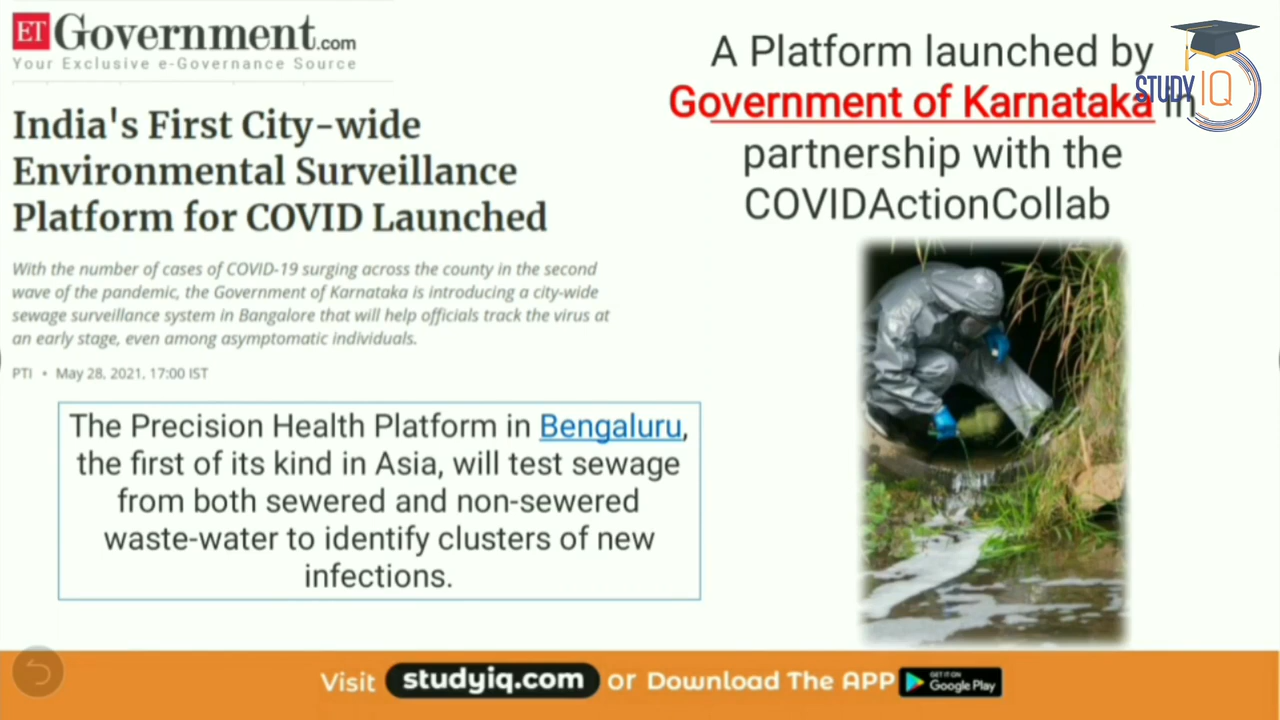 ET Government.com
Your Exclusive e-Governance Source
India's First City-wide
Environmental Surveillance
Platform for COVID Launched
With the number of cases of COVID-19 surging across the county in the second
wave of the pandemic, the Government of Karnataka is introducing a city-wide
sewage surveillance system in Bangalore that will help officials track the virus at
an early stage, even among asymptomatic individuals.
PTI • May 28, 2021, 17:00 IST
The Precision Health Platform in Bengaluru,
the first of its kind in Asia, will test sewage
from both sewered and non-sewered
waste-water to identify clusters of new
infections.
A Platform launched by
Government of Karnataka in
partnership with the
COVIDActionCollab
STUDY IQ
Visit studyiq.com or Download The APP GET IT ON Google Play